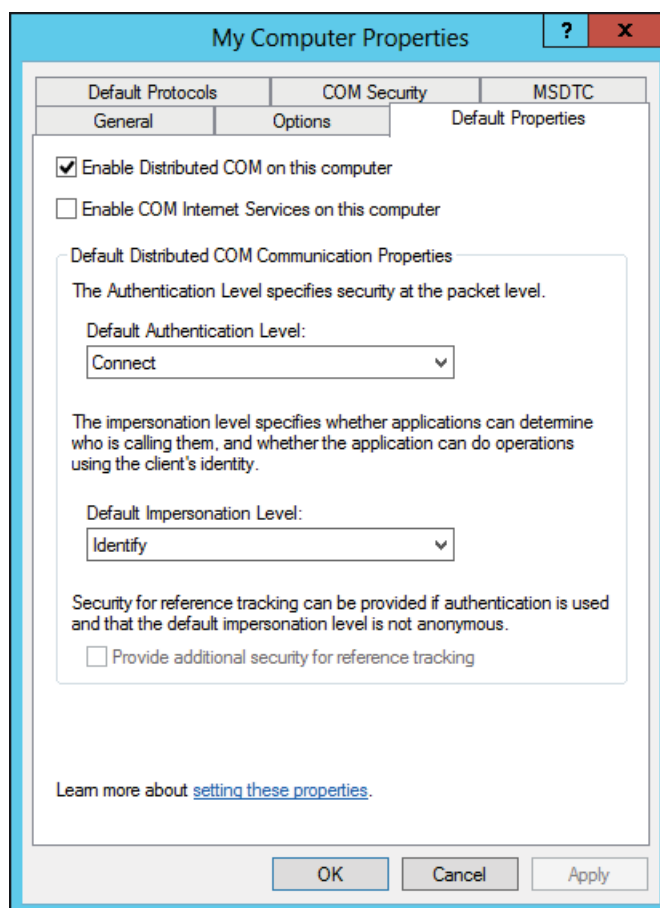 My Computer Properties
? x
Default Protocols COM Security MSDTC
General Options Default Properties
Enable Distributed COM on this computer
Enable COM Internet Services on this computer
Default Distributed COM Communication Properties
The Authentication Level specifies security at the packet level.
Default Authentication Level:
Connect
The impersonation level specifies whether applications can determine
who is calling them, and whether the application can do operations
using the client's identity.
Default Impersonation Level:
Identify
Security for reference tracking can be provided if authentication is used
and that the default impersonation level is not anonymous.
Provide additional security for reference tracking
Learn more about setting these properties.
OK Cancel Apply